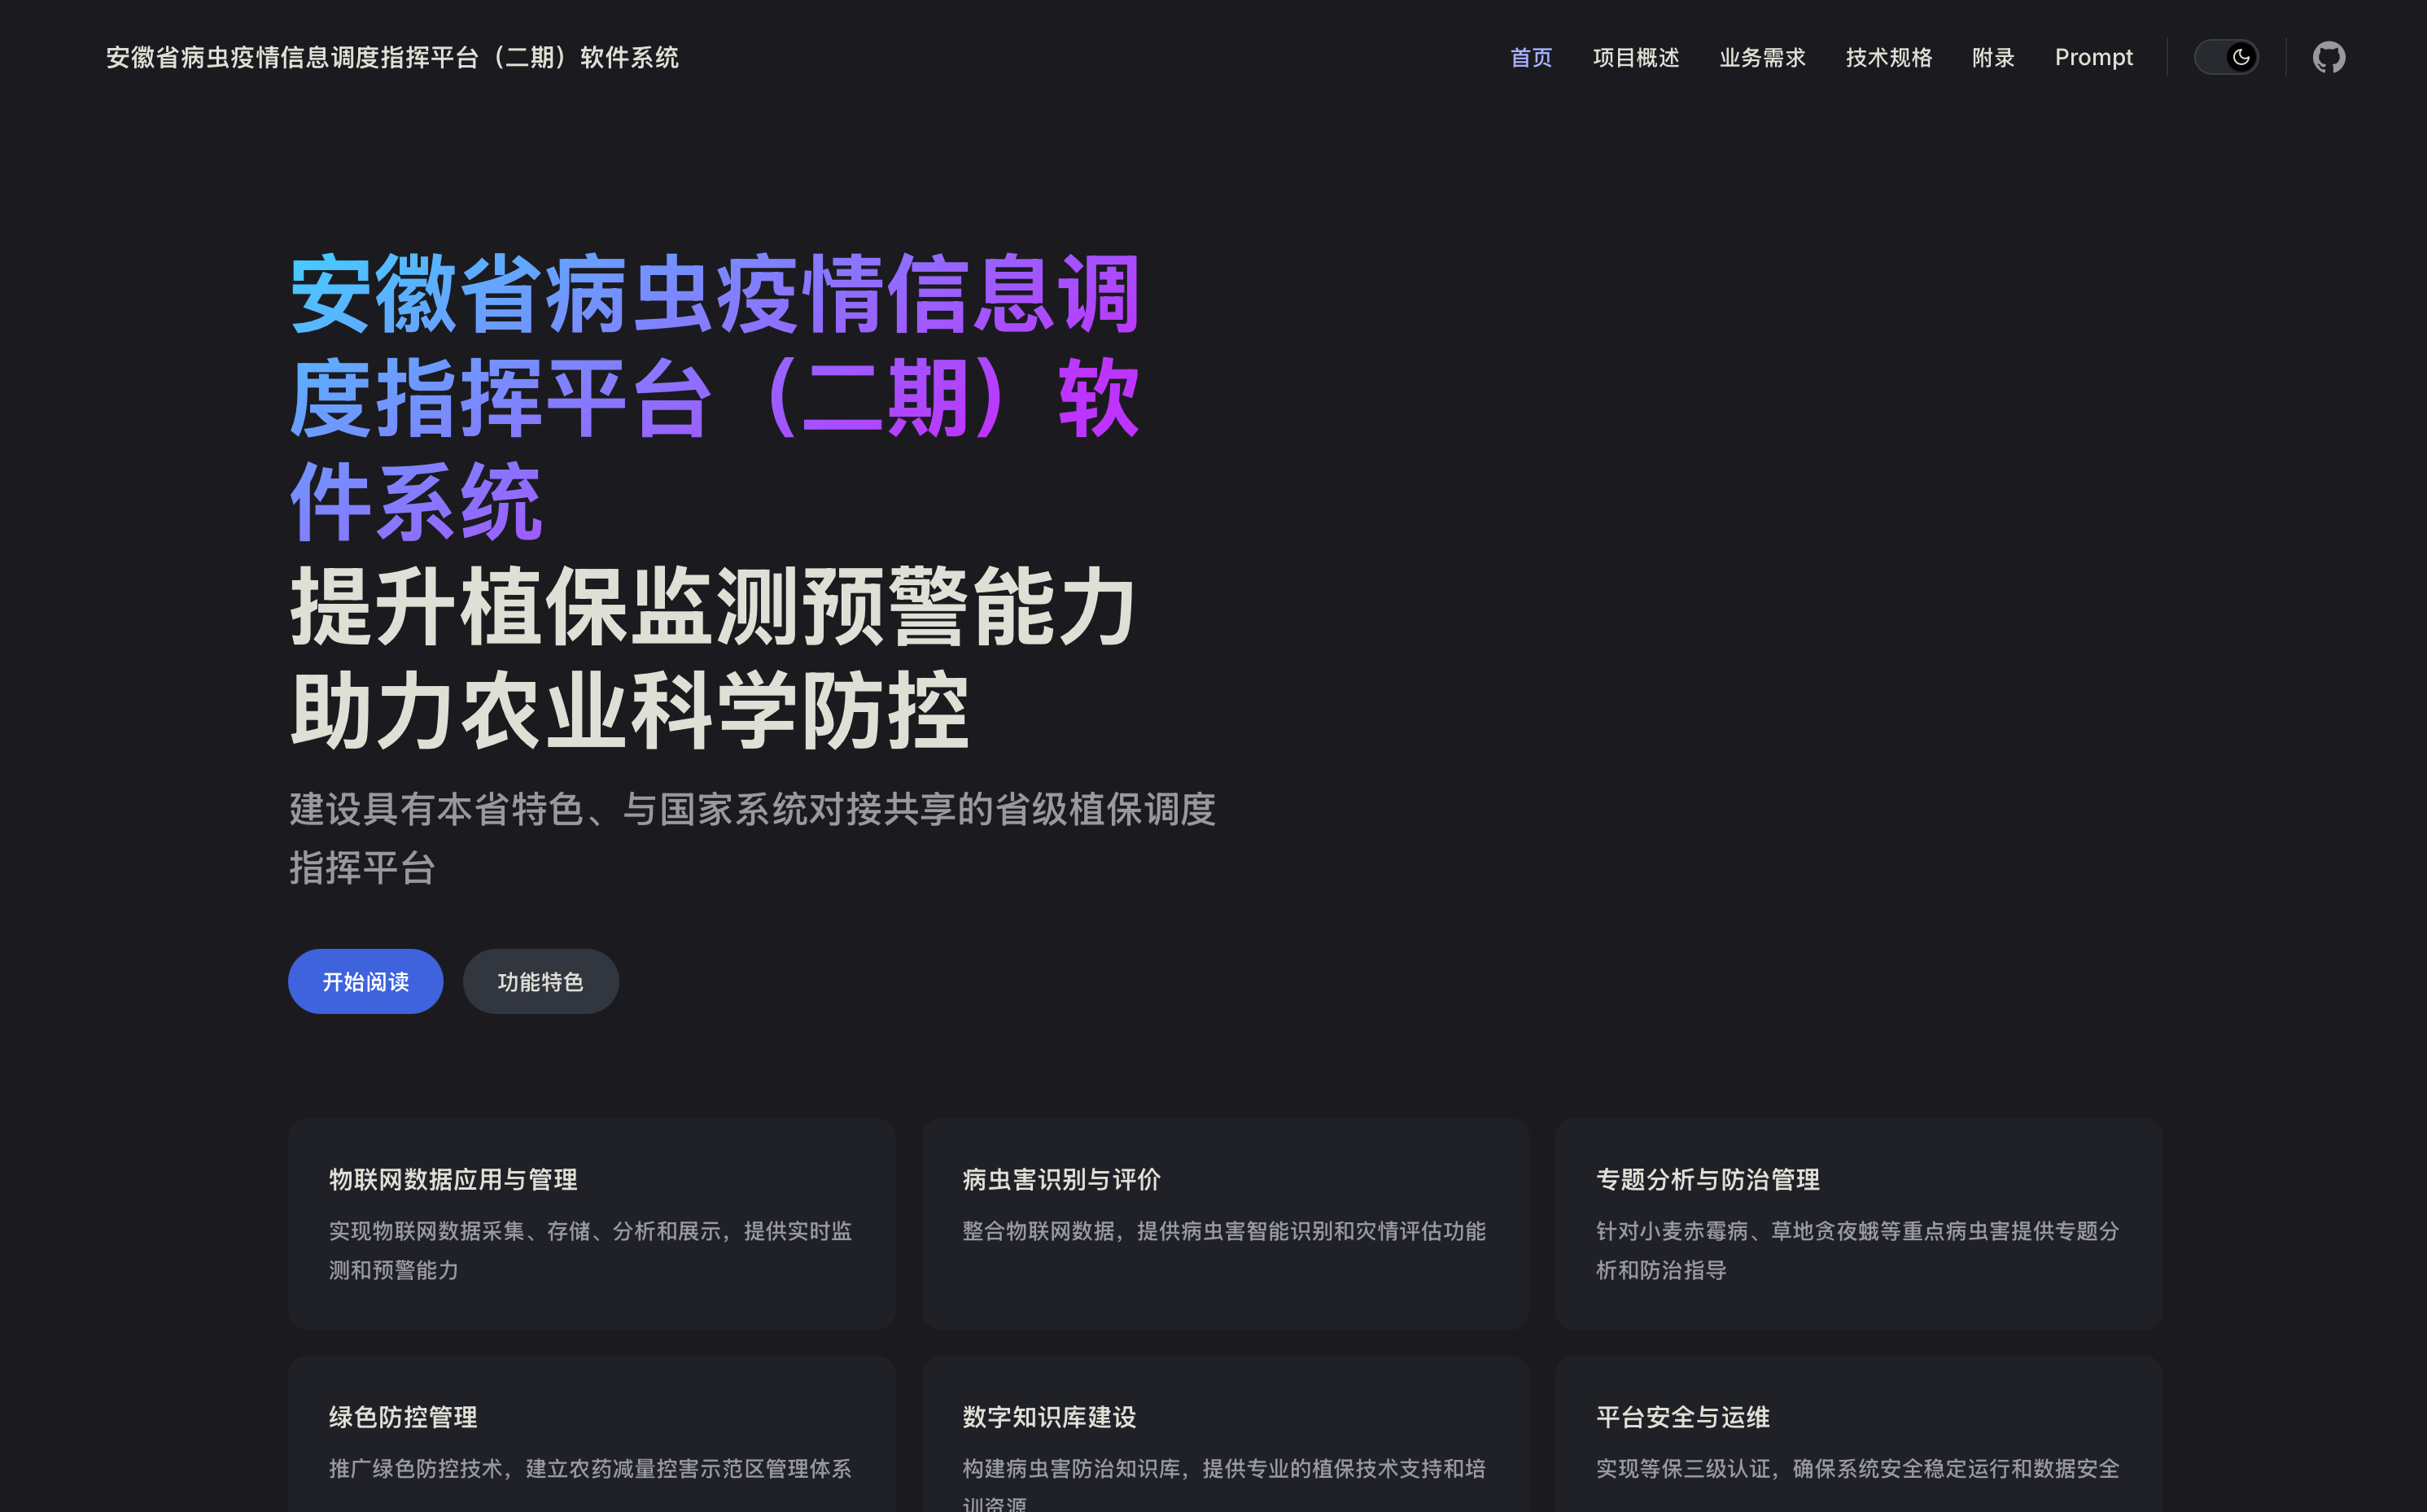 安徽省病虫疫情信息调度指挥平台（二期）软件系统
首页 项目概述 业务需求 技术规格 附录 Prompt
安徽省病虫疫情信息调
度指挥平台（二期）软
件系统
提升植保监测预警能力
助力农业科学防控
建设具有本省特色、与国家系统对接共享的省级植保调度
指挥平台
开始阅读 功能特色
物联网数据应用与管理
实现物联网数据采集、存储、分析和展示，提供实时监
测和预警能力
病虫害识别与评价
整合物联网数据，提供病虫害智能识别和灾情评估功能
专题分析与防治管理
针对小麦赤霉病、草地贪夜蛾等重点病虫害提供专题分
析和防治指导
绿色防控管理
推广绿色防控技术，建立农药减量控害示范区管理体系
数字知识库建设
构建病虫害防治知识库，提供专业的植保技术支持和培
训资源
平台安全与运维
实现等保三级认证，确保系统安全稳定运行和数据安全